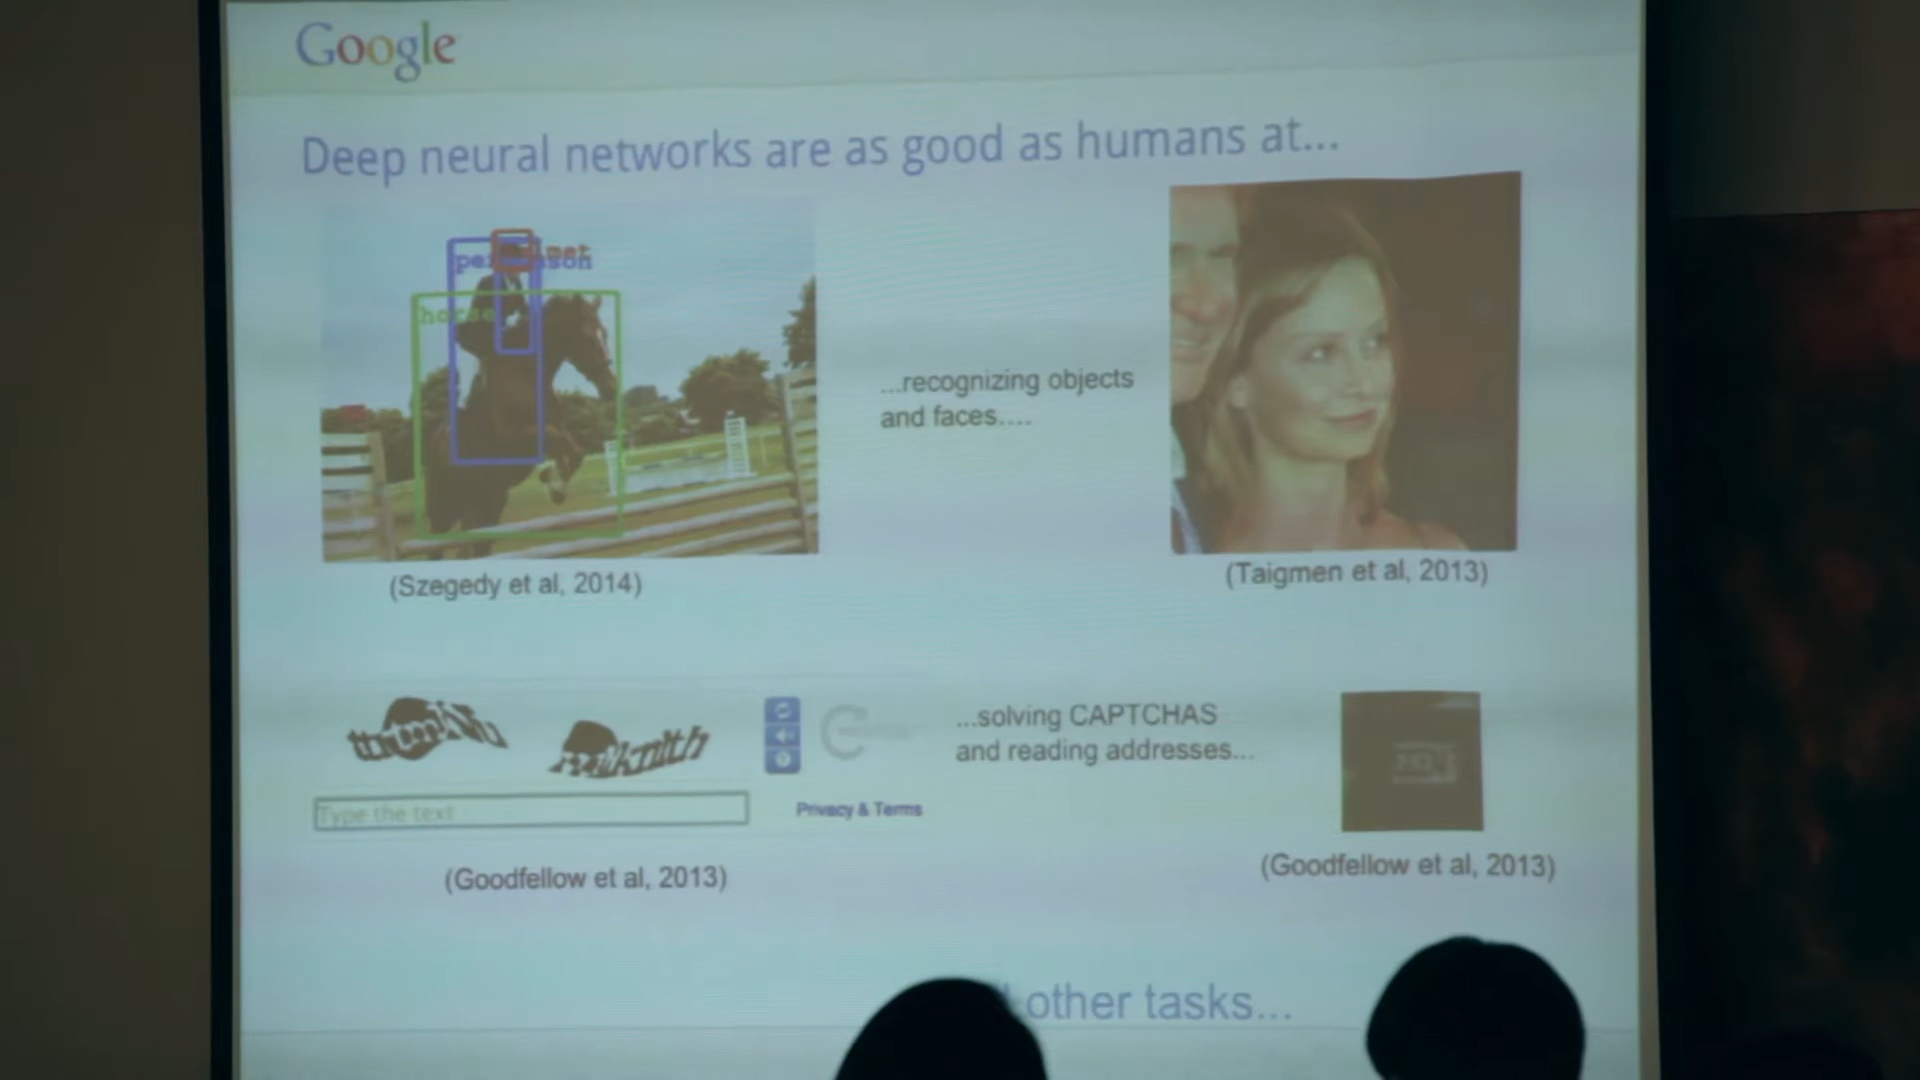 Google
Deep neural networks are as good as humans at...
person
horse
...recognizing objects
and faces....
(Szegedy et al, 2014)
(Taigmen et al, 2013)
...solving CAPTCHAS
and reading addresses...
Type the text
Privacy & Terms
(Goodfellow et al, 2013)
(Goodfellow et al, 2013)
other tasks...